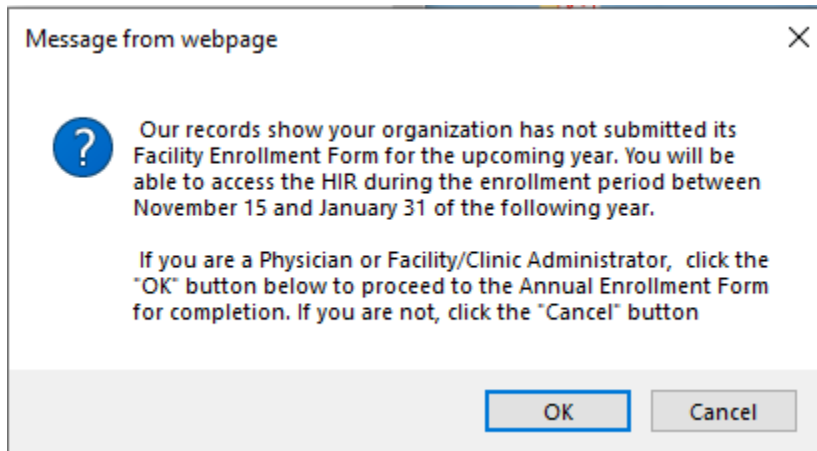 Message from webpage
?
Our records show your organization has not submitted its
Facility Enrollment Form for the upcoming year. You will be
able to access the HIR during the enrollment period between
November 15 and January 31 of the following year.
If you are a Physician or Facility/Clinic Administrator,  click the
"OK" button below to proceed to the Annual Enrollment Form
for completion. If you are not, click the "Cancel" button
OK
Cancel